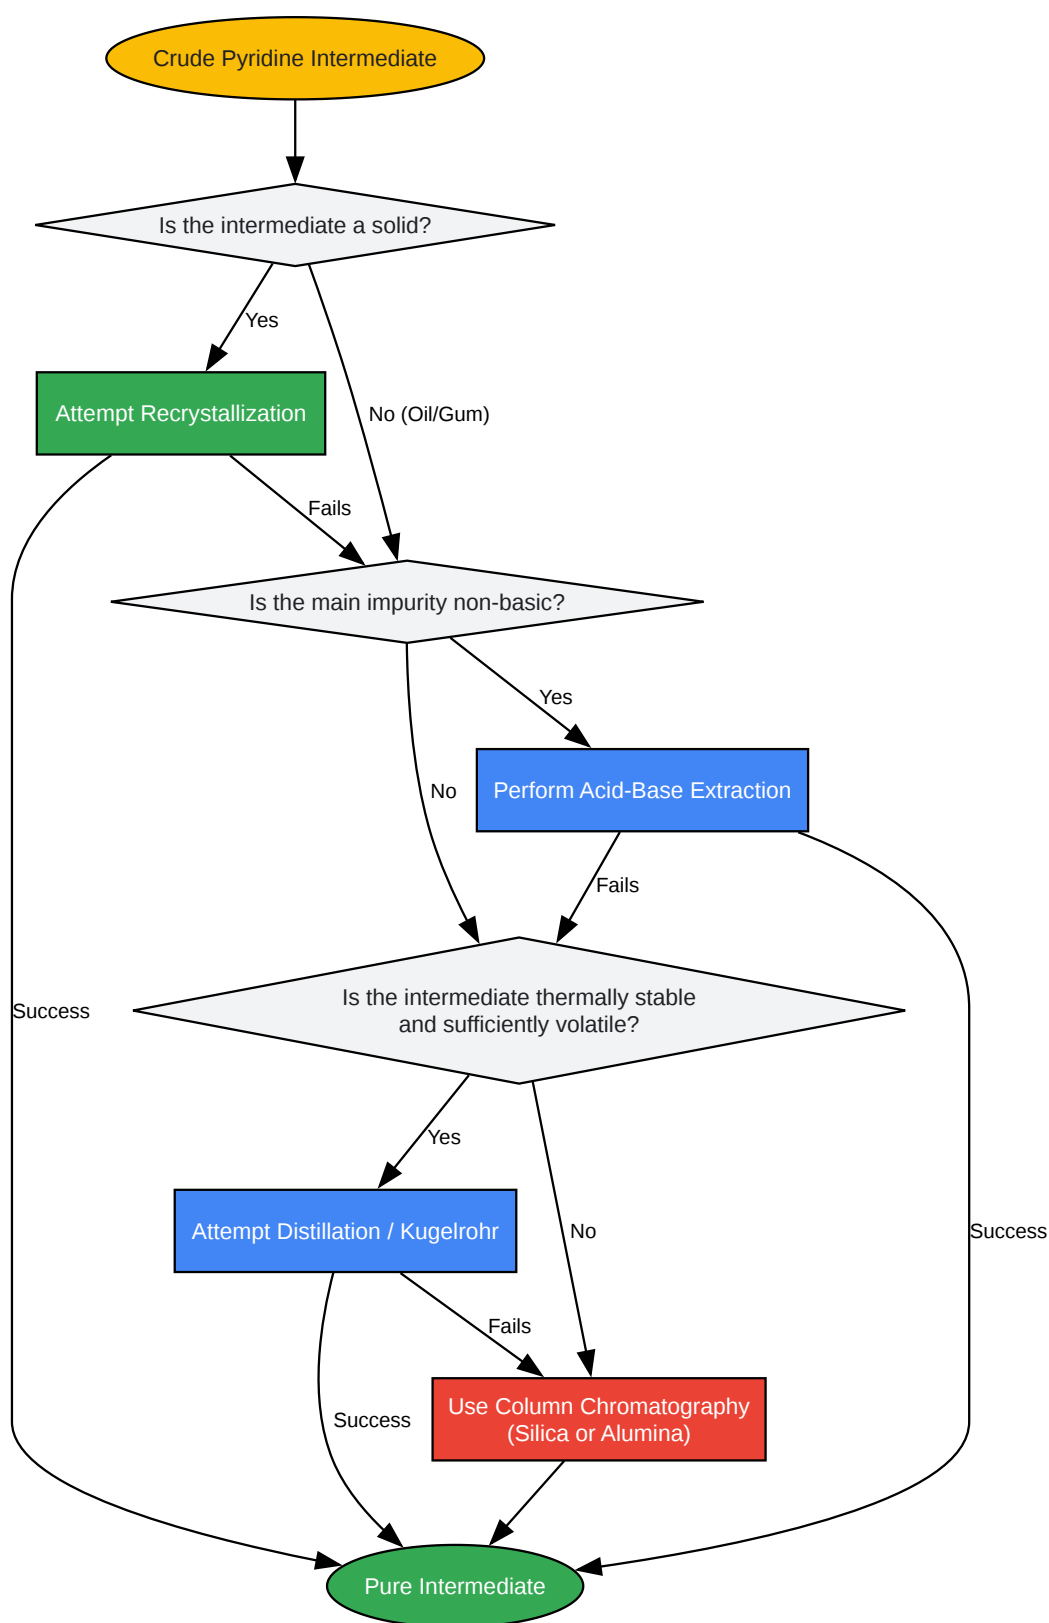 Crude Pyridine Intermediate
Is the intermediate a solid?
Yes
Attempt Recrystallization
No (Oil/Gum)
Fails
Is the main impurity non-basic?
Yes
Perform Acid-Base Extraction
No
Fails
Is the intermediate thermally stable
and sufficiently volatile?
Success
Yes
Attempt Distillation / Kugelrohr
No
Success
Fails
Use Column Chromatography
(Silica or Alumina)
Success
Pure Intermediate